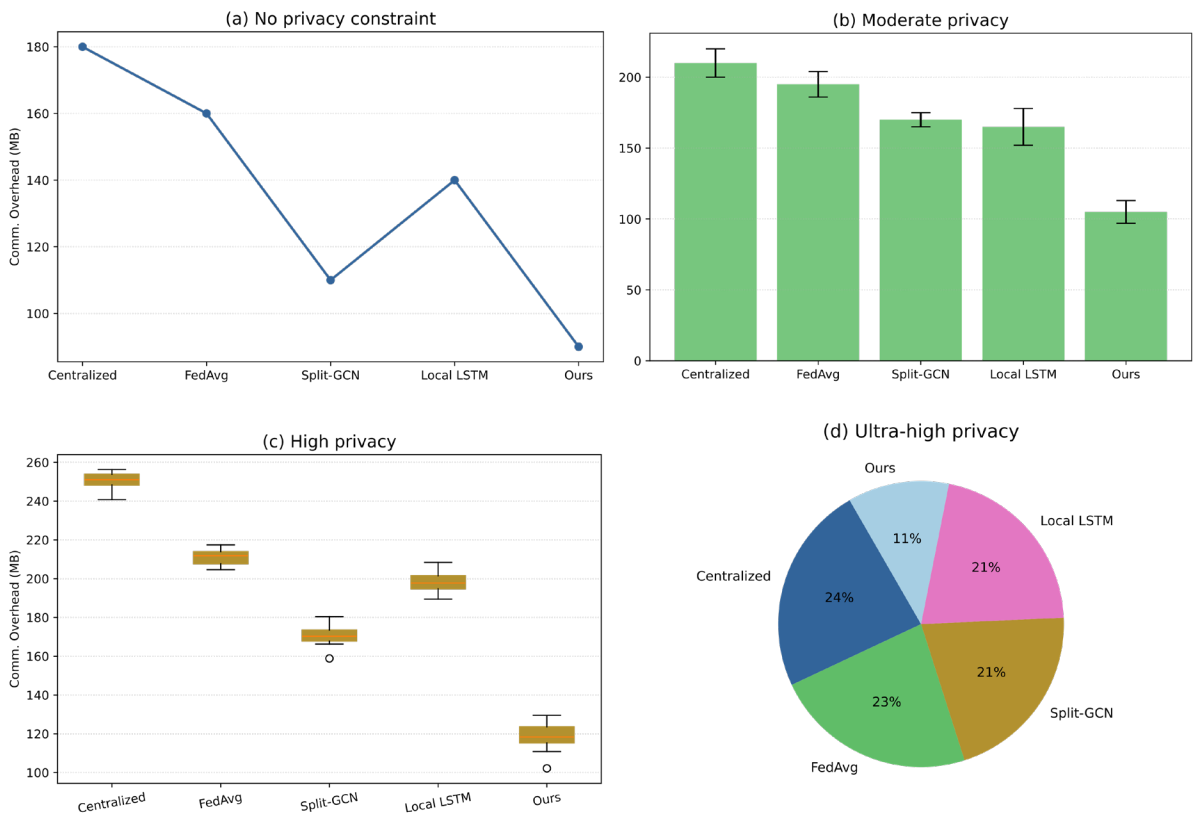 (a) No privacy constraint
Comm. Overhead (MB)
180
160
140
120
100
Centralized
FedAvg
Split-GCN
Local LSTM
Ours
(b) Moderate privacy
200
150
100
50
0
Centralized
FedAvg
Split-GCN
Local LSTM
Ours
(c) High privacy
Comm. Overhead (MB)
260
240
220
200
180
160
140
120
100
Centralized
FedAvg
Split-GCN
Local LSTM
Ours
(d) Ultra-high privacy
Ours
11%
Local LSTM
21%
Centralized
24%
21%
Split-GCN
23%
FedAvg